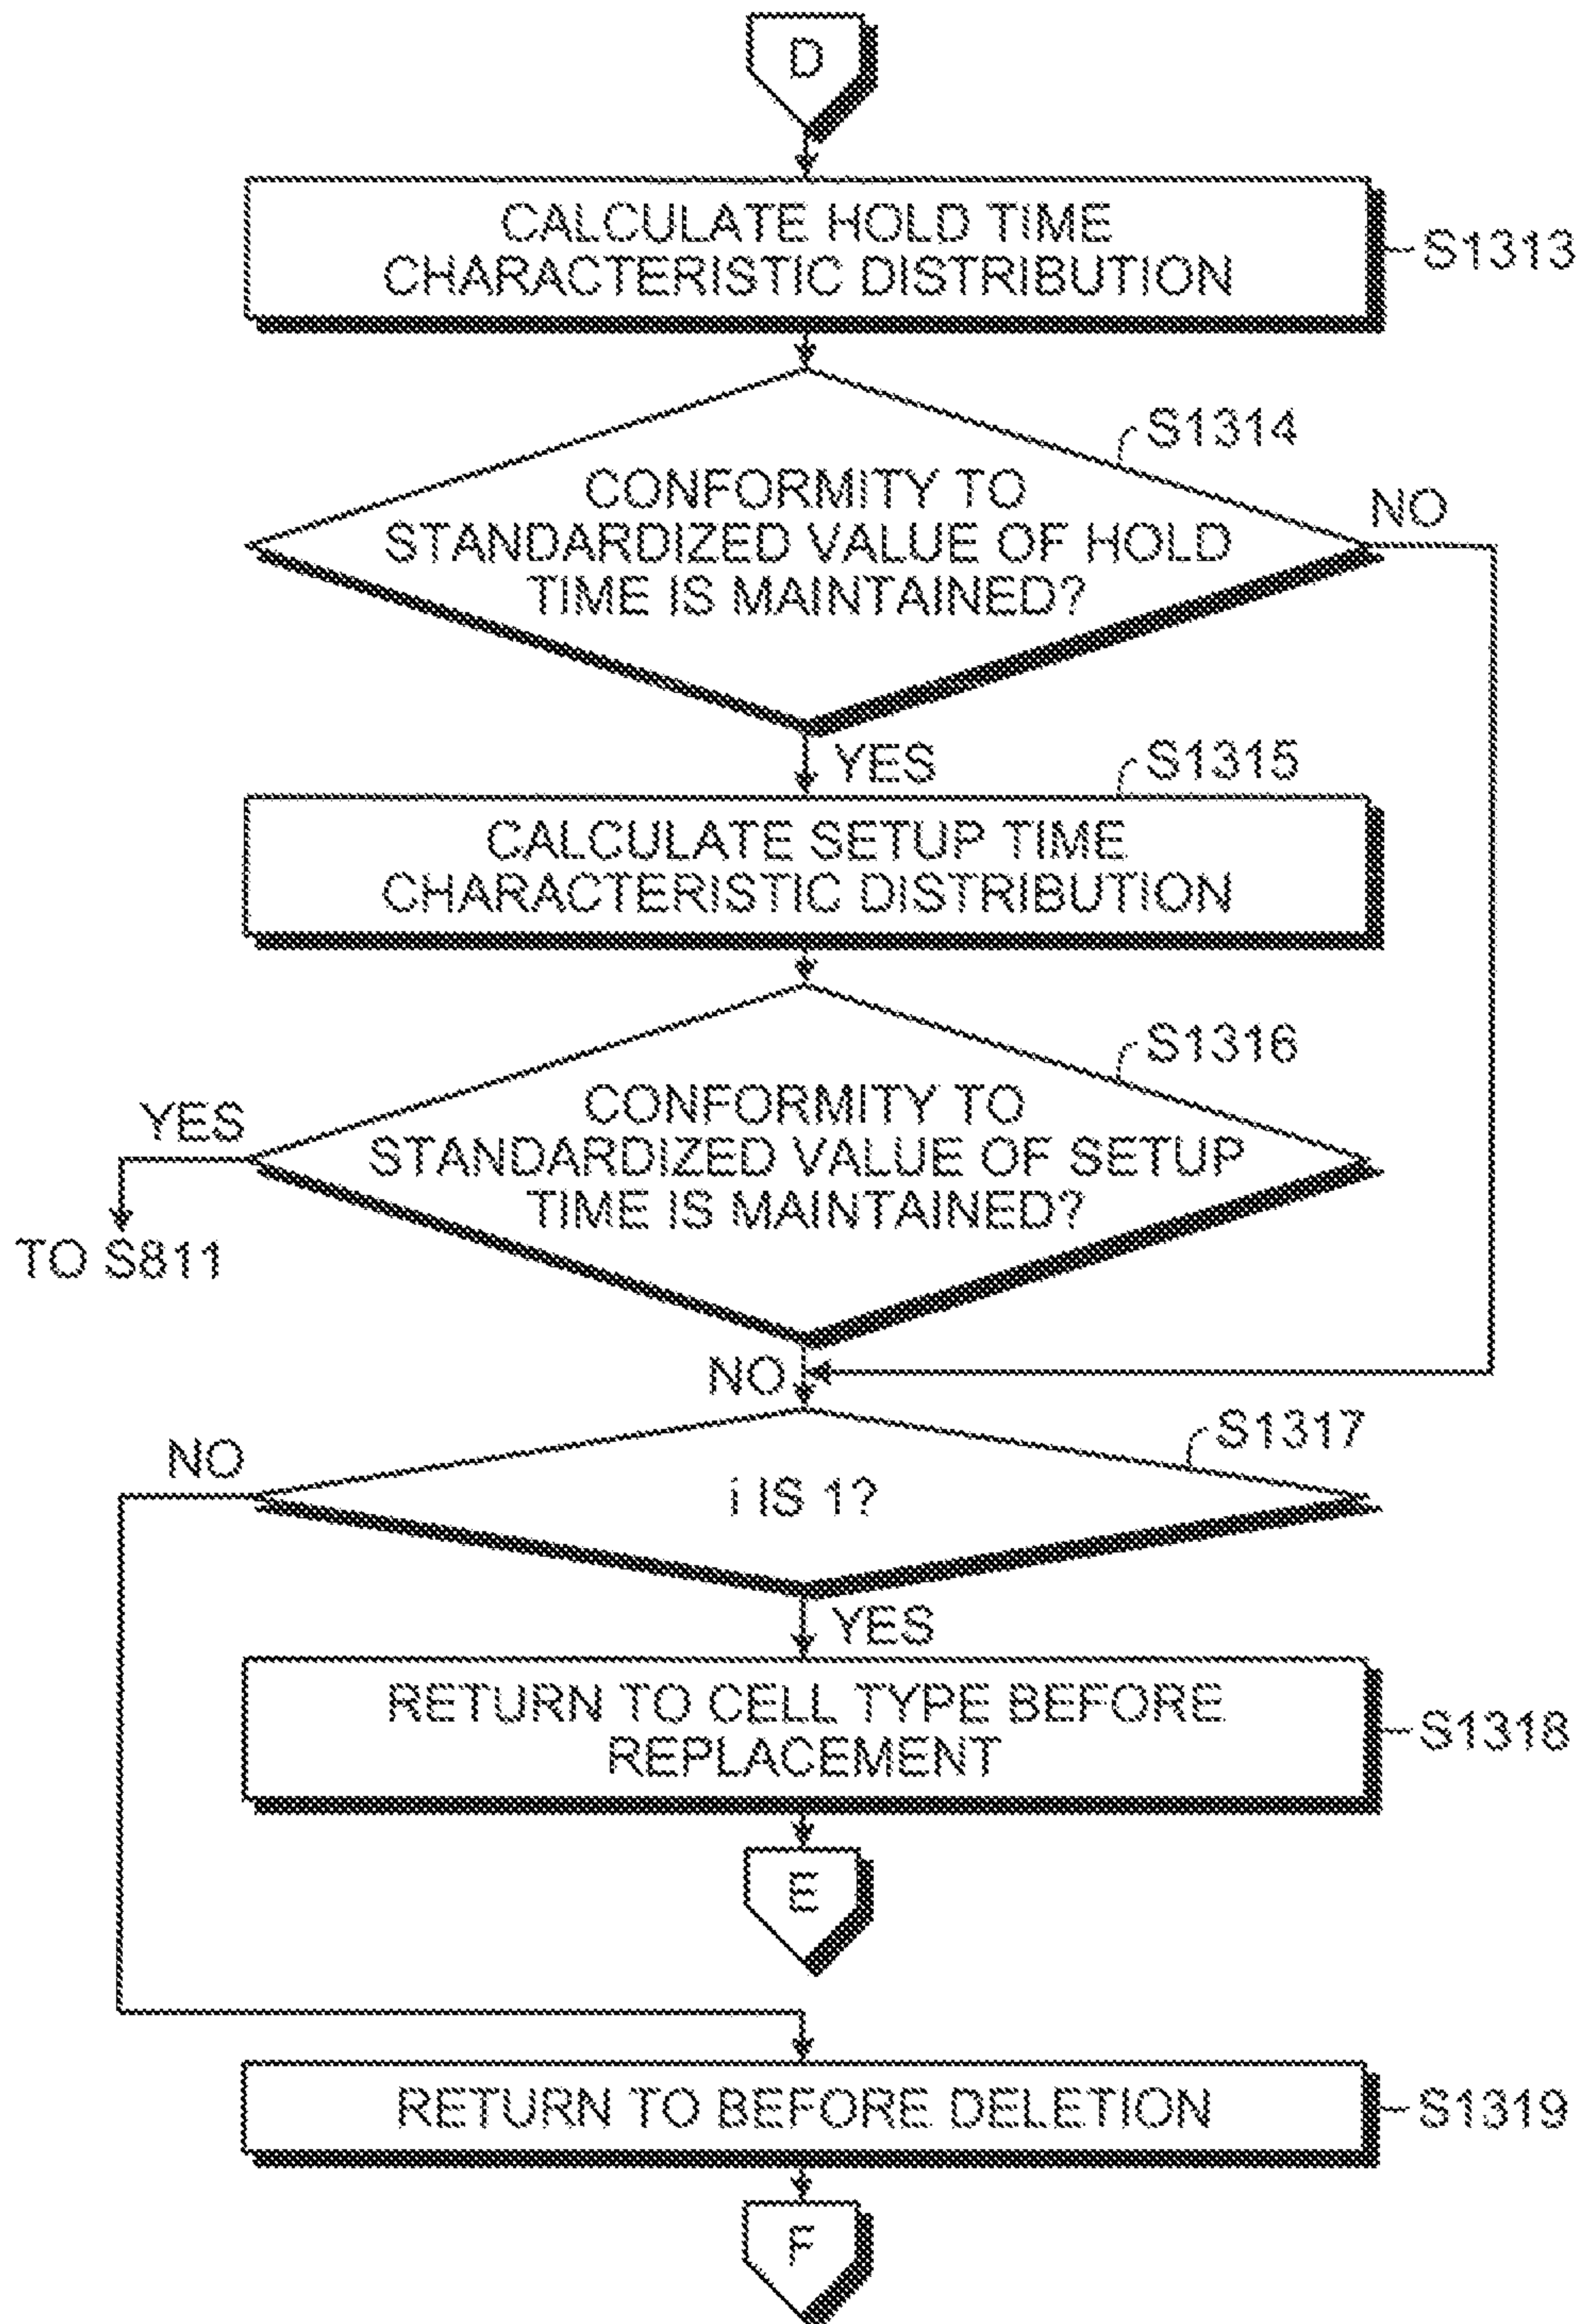 D
CALCULATE HOLD TIME
CHARACTERISTIC DISTRIBUTION
S1313
S1314
CONFORMITY TO
STANDARDIZED VALUE OF HOLD
TIME IS MAINTAINED?
NO
YES
S1315
CALCULATE SETUP TIME
CHARACTERISTIC DISTRIBUTION
S1316
CONFORMITY TO
STANDARDIZED VALUE OF SETUP
TIME IS MAINTAINED?
YES
TO S811
NO
S1317
NO
i IS 1?
YES
RETURN TO CELL TYPE BEFORE
REPLACEMENT
S1318
E
RETURN TO BEFORE DELETION
S1319
F